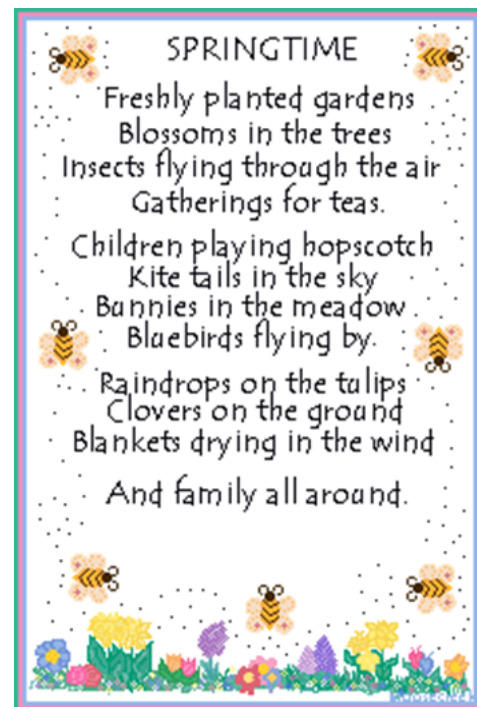 SPRINGTIME
Freshly planted gardens
Blossoms in the trees
Insects flying through the air
Gatherings for teas.
Children playing hopscotch
Kite tails in the sky
Bunnies in the meadow
Bluebirds flying by.
Raindrops on the tulips
Clovers on the ground
Blankets drying in the wind
And family all around.